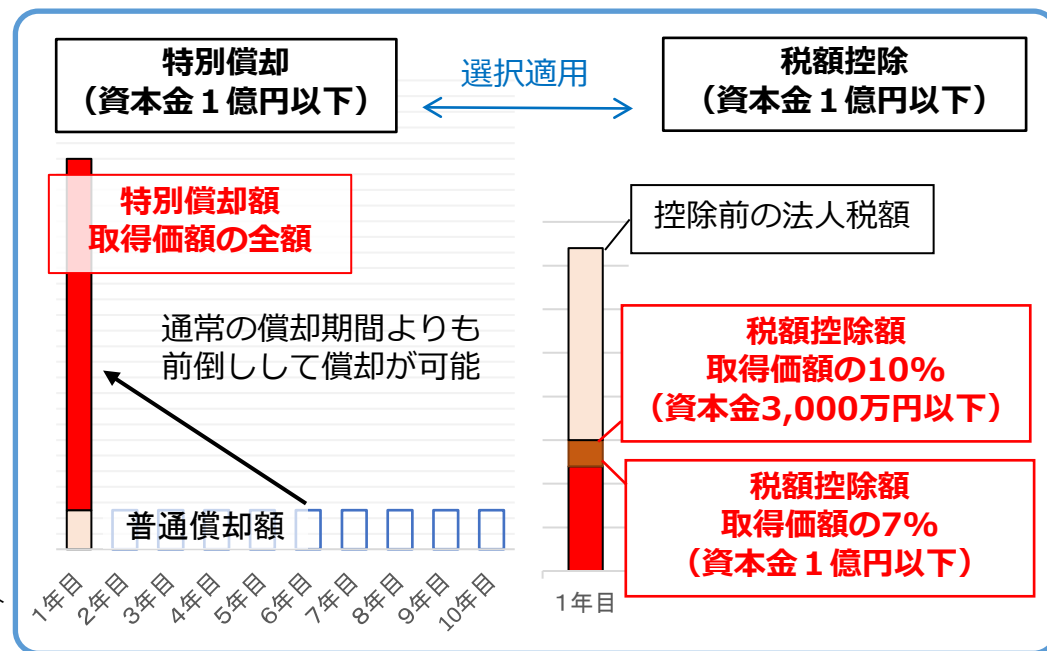 特別償却
（資本金１億円以下）
選択適用
税額控除
（資本金１億円以下）
特別償却額
取得価額の全額
通常の償却期間よりも
前倒しして償却が可能
普通償却額
1年目
2年目
3年目
4年目
5年目
6年目
7年目
8年目
9年目
10年目
控除前の法人税額
税額控除額
取得価額の10%
（資本金3,000万円以下）
税額控除額
取得価額の7%
（資本金１億円以下）
1年目